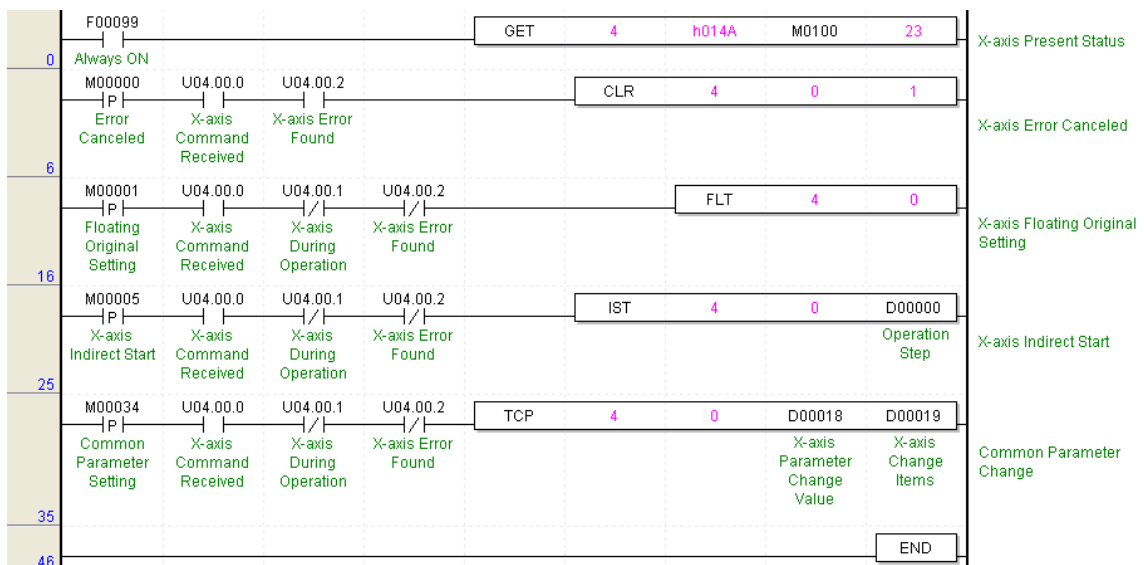 F00099
GET 4 h014A M0100 23
X-axis Present Status
0 Always ON
M00000 U04.00.0 U04.00.2
CLR 4 0 1
P
Error X-axis X-axis Error
Canceled Command Found
Received
X-axis Error Canceled
6
M00001 U04.00.0 U04.00.1 U04.00.2
FLT 4 0
P
Floating X-axis X-axis X-axis Error
Original Command During Found
Setting Received Operation
X-axis Floating Original
Setting
16
M00005 U04.00.0 U04.00.1 U04.00.2
IST 4 0 D00000
P
X-axis X-axis X-axis X-axis Error Operation
Indirect Start Command During Found Step
Received Operation
X-axis Indirect Start
25
M00034 U04.00.0 U04.00.1 U04.00.2
TCP 4 0 D00018 D00019
P
Common X-axis X-axis X-axis Error X-axis X-axis
Parameter Command During Found Parameter Change
Setting Received Operation Change Items
Value
Common Parameter
Change
35
END
46